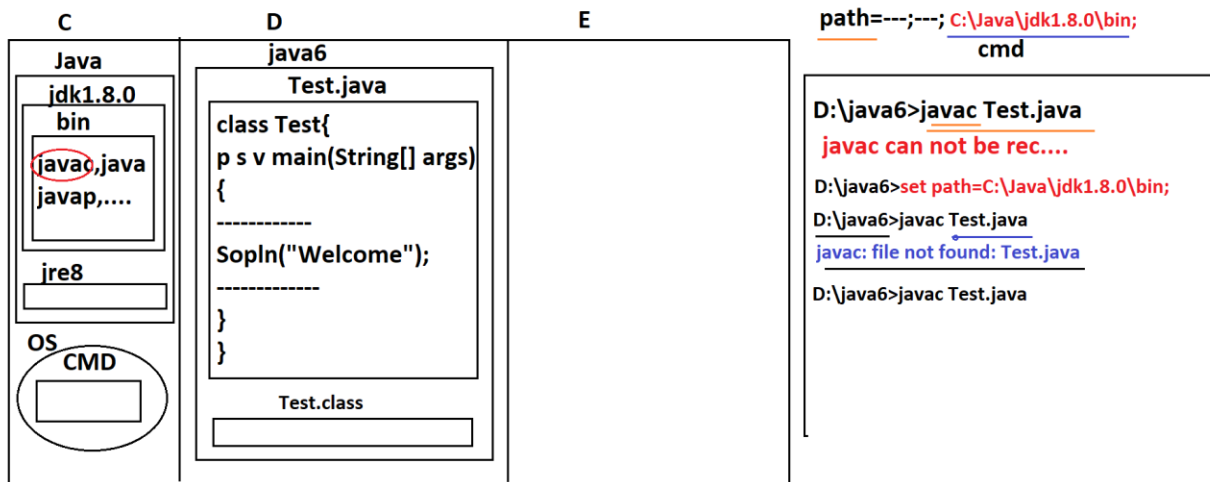 C
D
E
Java
jdk1.8.0
bin
javac,java
javap,....
jre8
OS
CMD
java6
Test.java
class Test{
p s v main(String[] args)
{
------------
Sopln("Welcome");
-------------
}
}
Test.class
path=---;---; C:\Java\jdk1.8.0\bin;
cmd
D:\java6>javac Test.java
javac can not be rec....
D:\java6>set path=C:\Java\jdk1.8.0\bin;
D:\java6>javac Test.java
javac: file not found: Test.java
D:\java6>javac Test.java